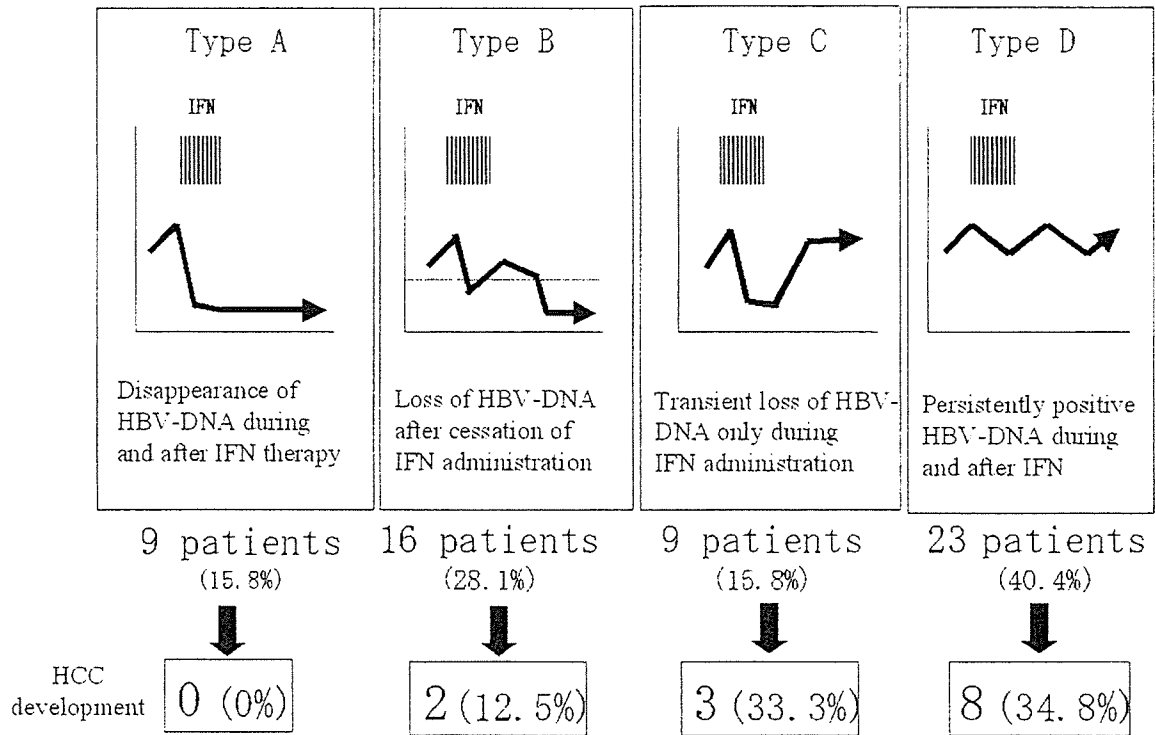 Type A
IFN
Disappearance of
HBV-DNA during
and after IFN therapy
9 patients
(15.8%)
Type B
IFN
Loss of HBV-DNA
after cessation of
IFN administration
16 patients
(28.1%)
Type C
IFN
Transient loss of HBV-
DNA only during
IFN administration
9 patients
(15.8%)
Type D
IFN
Persistently positive
HBV-DNA during
and after IFN
23 patients
(40.4%)
HCC
development
0 (0%)
2 (12.5%)
3 (33.3%)
8 (34.8%)